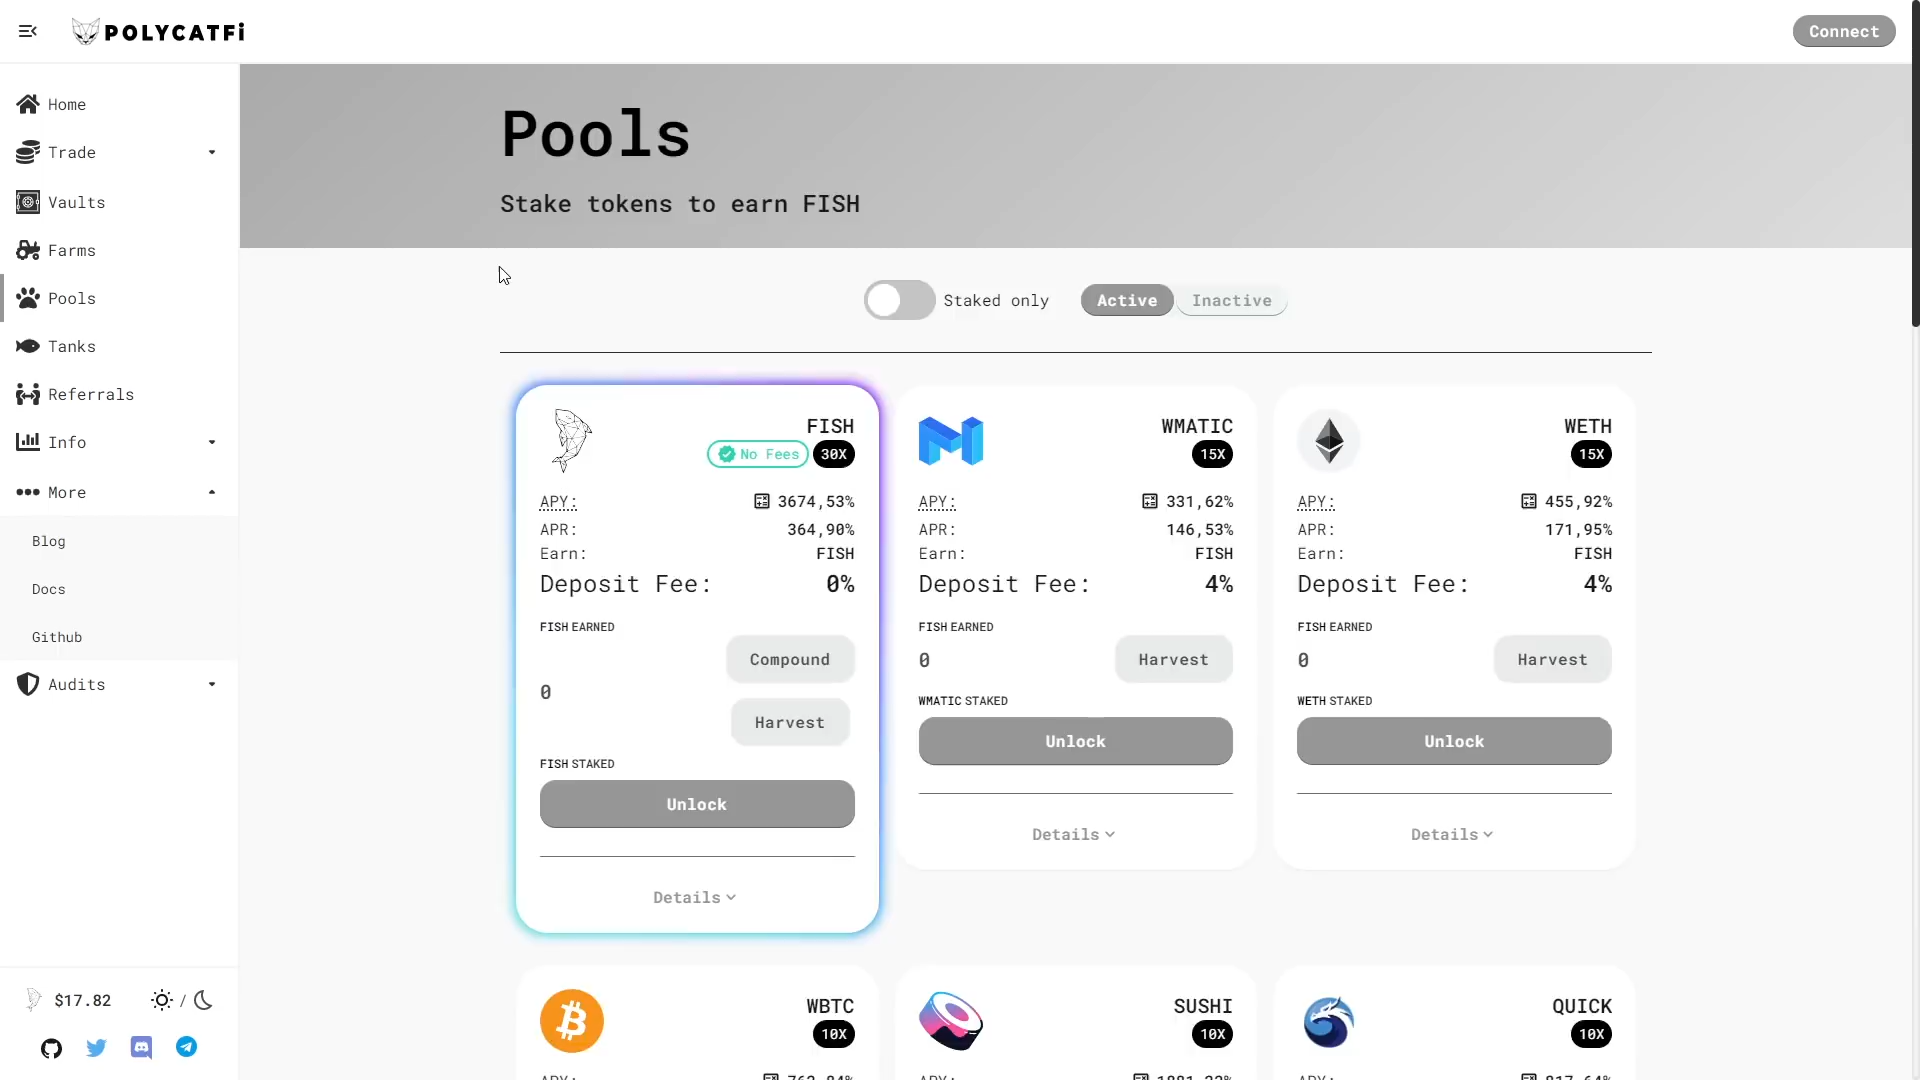 POLYCATFi
Connect
Home
Trade
Vaults
Farms
Pools
Tanks
Referrals
Info
More
Blog
Docs
Github
Audits
$17.82
/
Pools
Stake tokens to earn FISH
Staked only
Active
Inactive
FISH
No Fees
30X
APY: 3674,53%
APR: 364,90%
Earn: FISH
Deposit Fee: 0%
FISH EARNED
Compound
0
Harvest
FISH STAKED
Unlock
Details
WMATIC
15X
APY: 331,62%
APR: 146,53%
Earn: FISH
Deposit Fee: 4%
FISH EARNED
0
Harvest
WMATIC STAKED
Unlock
Details
WETH
15X
APY: 455,92%
APR: 171,95%
Earn: FISH
Deposit Fee: 4%
FISH EARNED
0
Harvest
WETH STAKED
Unlock
Details
WBTC
10X
APY:
SUSHI
10X
APY:
QUICK
10X
APY: